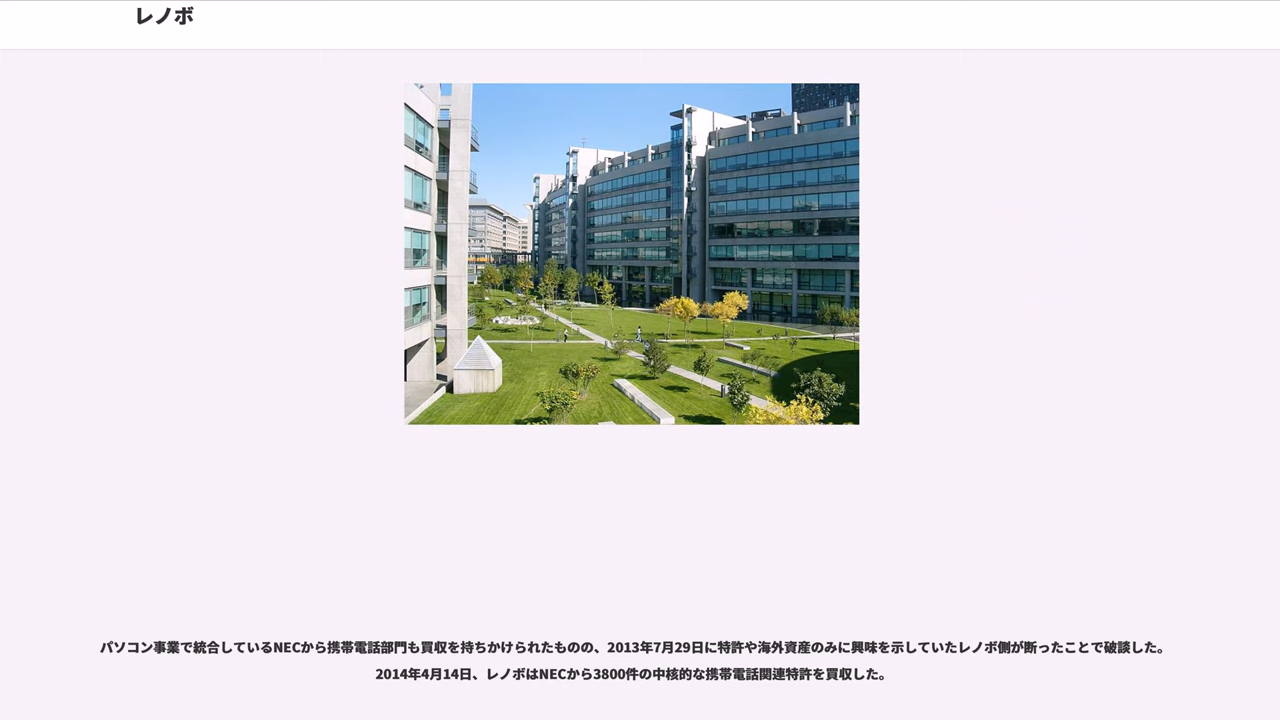 レノボ
パソコン事業で統合しているNECから携帯電話部門も買収を持ちかけられたものの、2013年7月29日に特許や海外資産のみに興味を示していたレノボ側が断ったことで破談した。
2014年4月14日、レノボはNECから3800件の中核的な携帯電話関連特許を買収した。